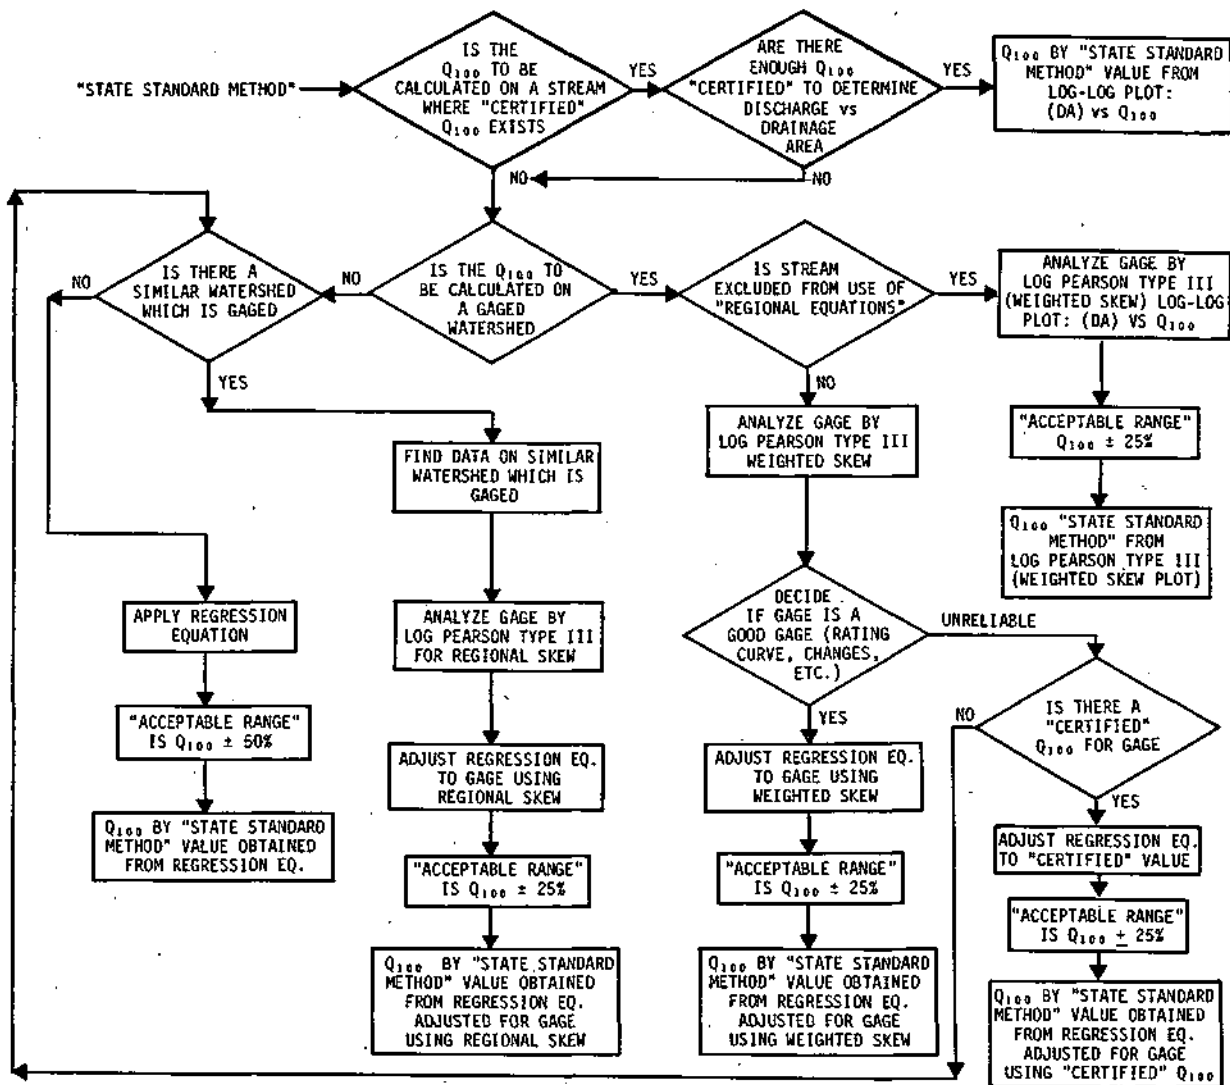 "STATE STANDARD METHOD"
IS THE
Q₁₀₀ TO BE
CALCULATED ON A STREAM
WHERE "CERTIFIED"
Q₁₀₀ EXISTS
YES
NO
ARE THERE
ENOUGH Q₁₀₀
"CERTIFIED" TO DETERMINE
DISCHARGE vs
DRAINAGE
AREA
YES
NO
Q₁₀₀ BY "STATE STANDARD
METHOD" VALUE FROM
LOG-LOG PLOT:
(DA) vs Q₁₀₀
IS THERE A
SIMILAR WATERSHED
WHICH IS GAGED
NO
YES
IS THE Q₁₀₀ TO
BE CALCULATED ON
A GAGED
WATERSHED
NO
YES
IS STREAM
EXCLUDED FROM USE OF
"REGIONAL EQUATIONS"
YES
NO
ANALYZE GAGE BY
LOG PEARSON TYPE III
(WEIGHTED SKEW) LOG-LOG
PLOT: (DA) VS Q₁₀₀
"ACCEPTABLE RANGE"
Q₁₀₀ ± 25%
Q₁₀₀ "STATE STANDARD
METHOD" FROM
LOG PEARSON TYPE III
(WEIGHTED SKEW PLOT)
ANALYZE GAGE BY
LOG PEARSON TYPE III
WEIGHTED SKEW
FIND DATA ON SIMILAR
WATERSHED WHICH IS
GAGED
APPLY REGRESSION
EQUATION
"ACCEPTABLE RANGE"
IS Q₁₀₀ ± 50%
Q₁₀₀ BY "STATE STANDARD
METHOD" VALUE OBTAINED
FROM REGRESSION EQ.
ANALYZE GAGE BY
LOG PEARSON TYPE III
FOR REGIONAL SKEW
ADJUST REGRESSION EQ.
TO GAGE USING
REGIONAL SKEW
"ACCEPTABLE RANGE"
IS Q₁₀₀ ± 25%
Q₁₀₀ BY "STATE STANDARD
METHOD" VALUE OBTAINED
FROM REGRESSION EQ.
ADJUSTED FOR GAGE
USING REGIONAL SKEW
DECIDE
IF GAGE IS A
GOOD GAGE (RATING
CURVE, CHANGES,
ETC.)
UNRELIABLE
YES
ADJUST REGRESSION EQ.
TO GAGE USING
WEIGHTED SKEW
"ACCEPTABLE RANGE"
IS Q₁₀₀ ± 25%
Q₁₀₀ BY "STATE STANDARD
METHOD" VALUE OBTAINED
FROM REGRESSION EQ.
ADJUSTED FOR GAGE
USING WEIGHTED SKEW
IS THERE A
"CERTIFIED"
Q₁₀₀ FOR GAGE
NO
YES
ADJUST REGRESSION EQ.
TO "CERTIFIED" VALUE
"ACCEPTABLE RANGE"
IS Q₁₀₀ ± 25%
Q₁₀₀ BY "STATE STANDARD
METHOD" VALUE OBTAINED
FROM REGRESSION EQ.
ADJUSTED FOR GAGE
USING "CERTIFIED" Q₁₀₀